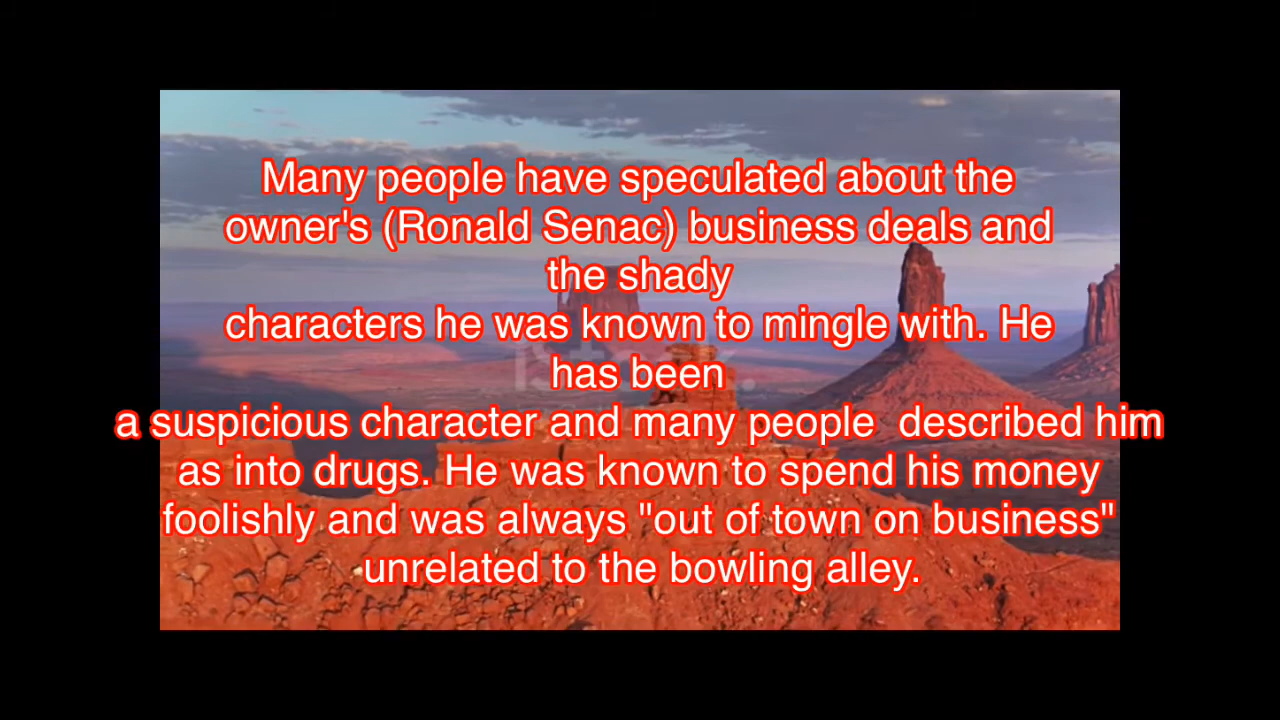 Many people have speculated about the
owner's (Ronald Senac) business deals and
the shady
characters he was known to mingle with. He
has been
a suspicious character and many people  described him
as into drugs. He was known to spend his money
foolishly and was always "out of town on business"
unrelated to the bowling alley.